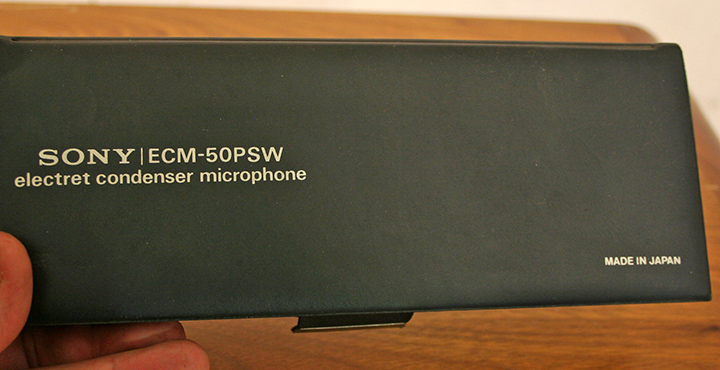 SONY | ECM-50PSW
electret condenser microphone
MADE IN JAPAN